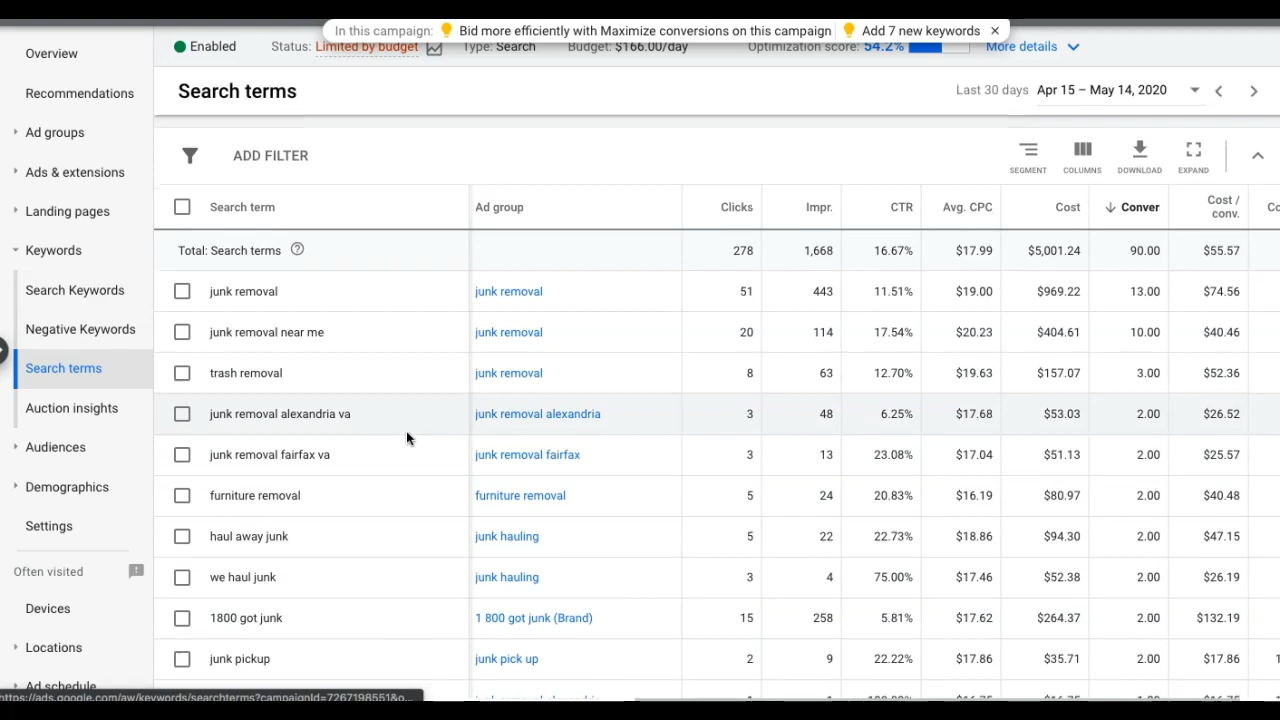 In this campaign: Bid more efficiently with Maximize conversions on this campaign Add 7 new keywords ×
Enabled Status: Limited by budget Type: Search Budget: $166.00/day Optimization score: 54.2% More details
Overview
Recommendations
Ad groups
Ads & extensions
Landing pages
Keywords
Search Keywords
Negative Keywords
Search terms
Auction insights
Audiences
Demographics
Settings
Often visited
Devices
Locations
Ad schedule
Search terms
Last 30 days Apr 15 – May 14, 2020
ADD FILTER
SEGMENT COLUMNS DOWNLOAD EXPAND
Search term Ad group Clicks Impr. CTR Avg. CPC Cost Conver Cost / conv. Co
Total: Search terms 278 1,668 16.67% $17.99 $5,001.24 90.00 $55.57
junk removal junk removal 51 443 11.51% $19.00 $969.22 13.00 $74.56
junk removal near me junk removal 20 114 17.54% $20.23 $404.61 10.00 $40.46
trash removal junk removal 8 63 12.70% $19.63 $157.07 3.00 $52.36
junk removal alexandria va junk removal alexandria 3 48 6.25% $17.68 $53.03 2.00 $26.52
junk removal fairfax va junk removal fairfax 3 13 23.08% $17.04 $51.13 2.00 $25.57
furniture removal furniture removal 5 24 20.83% $16.19 $80.97 2.00 $40.48
haul away junk junk hauling 5 22 22.73% $18.86 $94.30 2.00 $47.15
we haul junk junk hauling 3 4 75.00% $17.46 $52.38 2.00 $26.19
1800 got junk 1 800 got junk (Brand) 15 258 5.81% $17.62 $264.37 2.00 $132.19
junk pickup junk pick up 2 9 22.22% $17.86 $35.71 2.00 $17.86 1
https://ads.google.com/aw/keywords/searchterms?campaignId=7267198551&o...